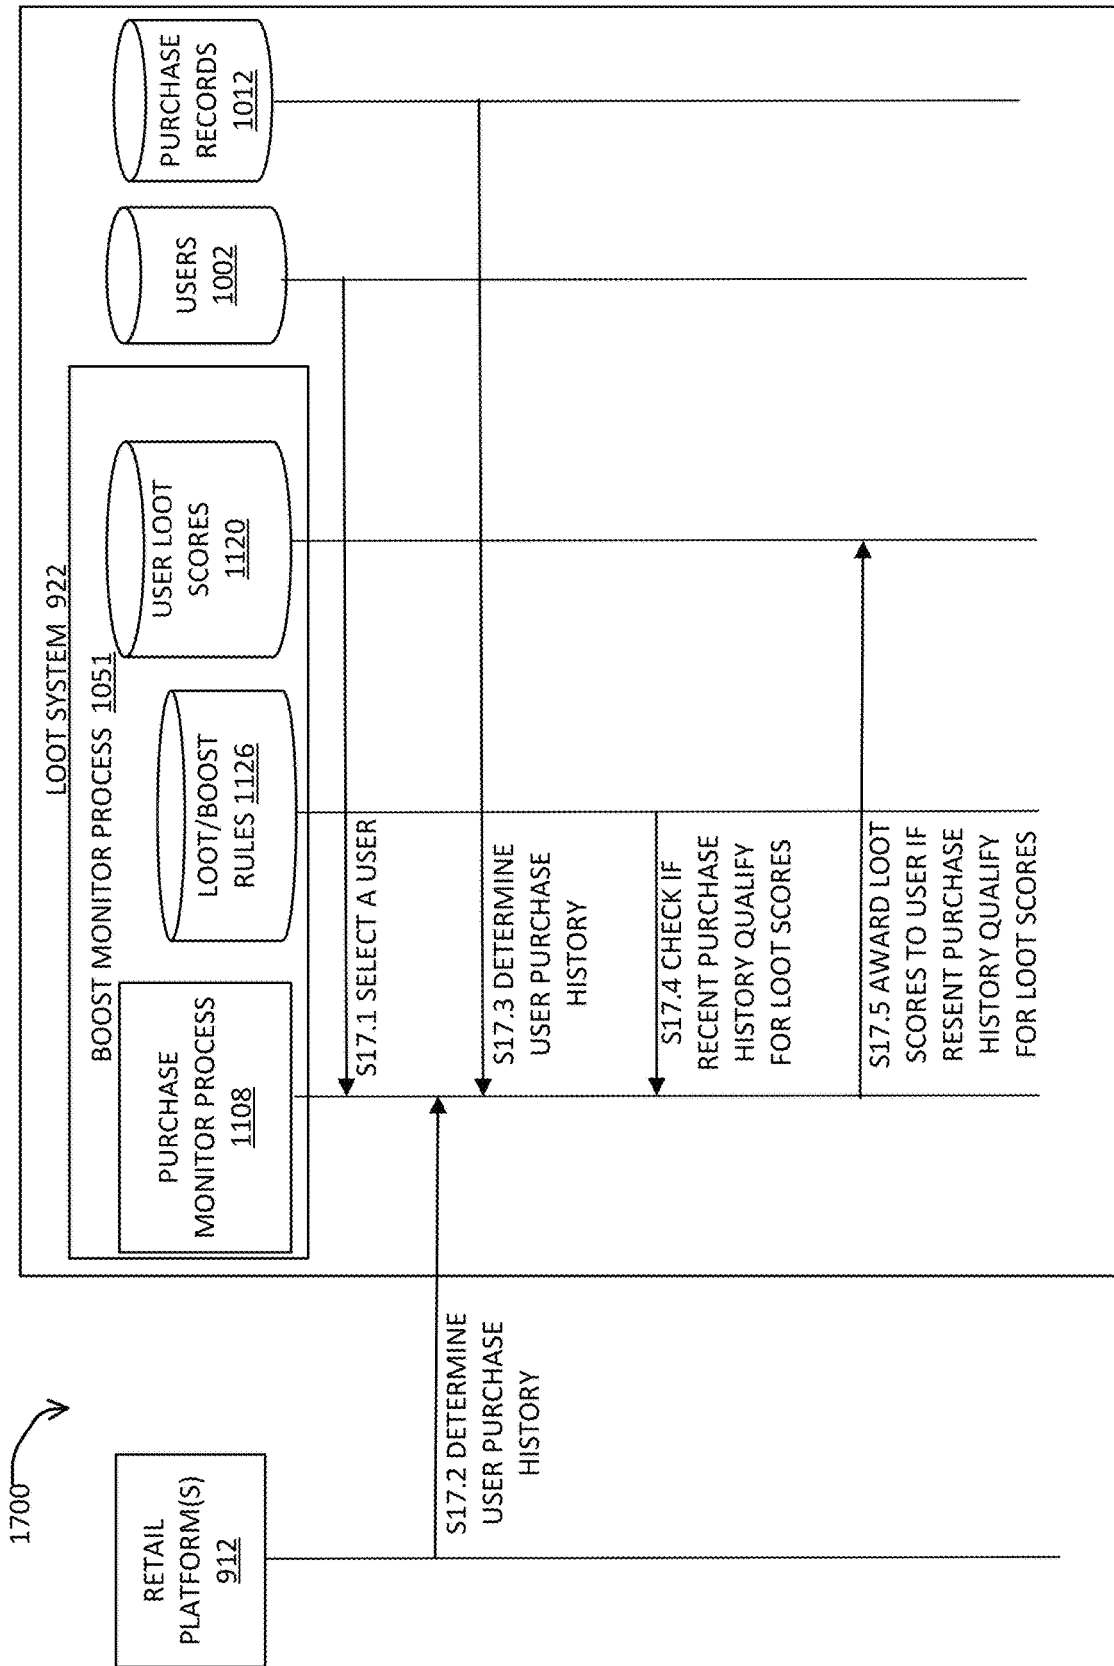 1700
LOOT SYSTEM 922
BOOST MONITOR PROCESS 1051
RETAIL
PLATFORM(S)
912
PURCHASE
MONITOR PROCESS
1108
LOOT/BOOST
RULES 1126
USER LOOT
SCORES
1120
USERS
1002
PURCHASE
RECORDS
1012
S17.1 SELECT A USER
S17.2 DETERMINE
USER PURCHASE
HISTORY
S17.3 DETERMINE
USER PURCHASE
HISTORY
S17.4 CHECK IF
RECENT PURCHASE
HISTORY QUALIFY
FOR LOOT SCORES
S17.5 AWARD LOOT
SCORES TO USER IF
RESENT PURCHASE
HISTORY QUALIFY
FOR LOOT SCORES